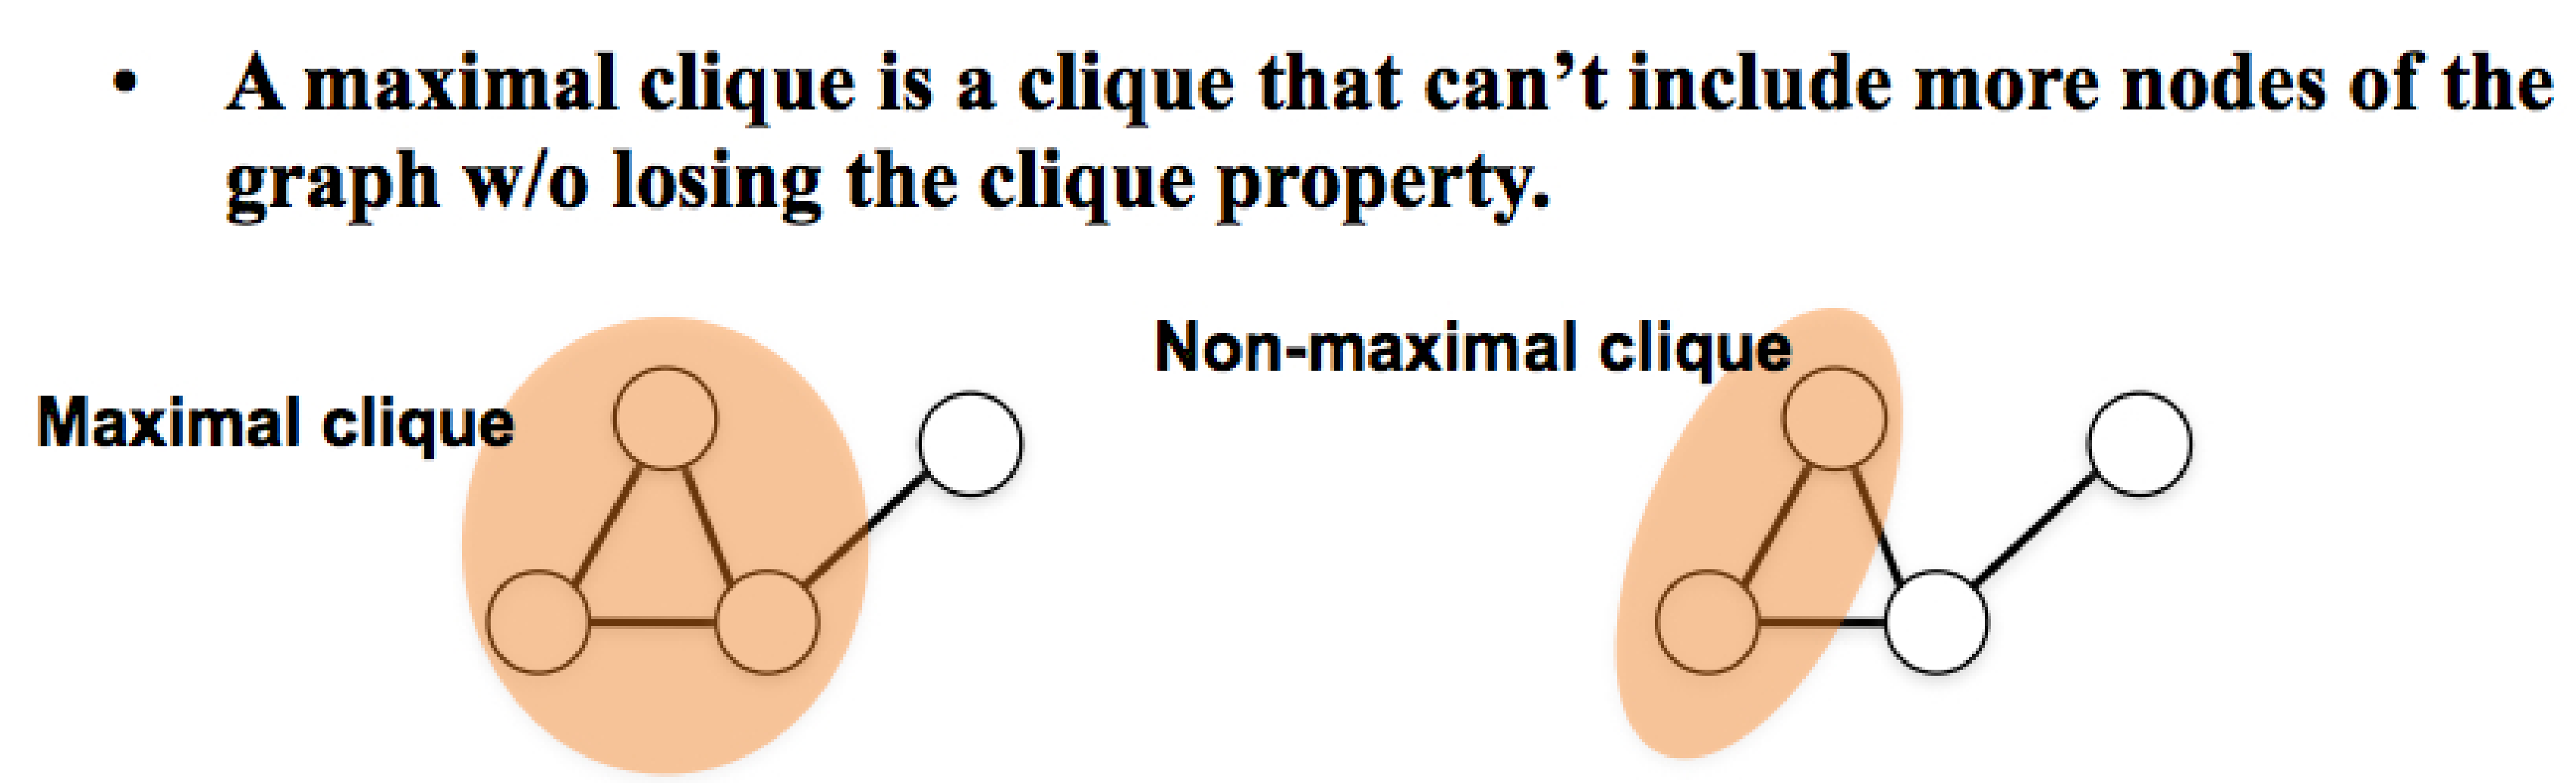 • A maximal clique is a clique that can’t include more nodes of the
graph w/o losing the clique property.
Non-maximal clique
Maximal clique